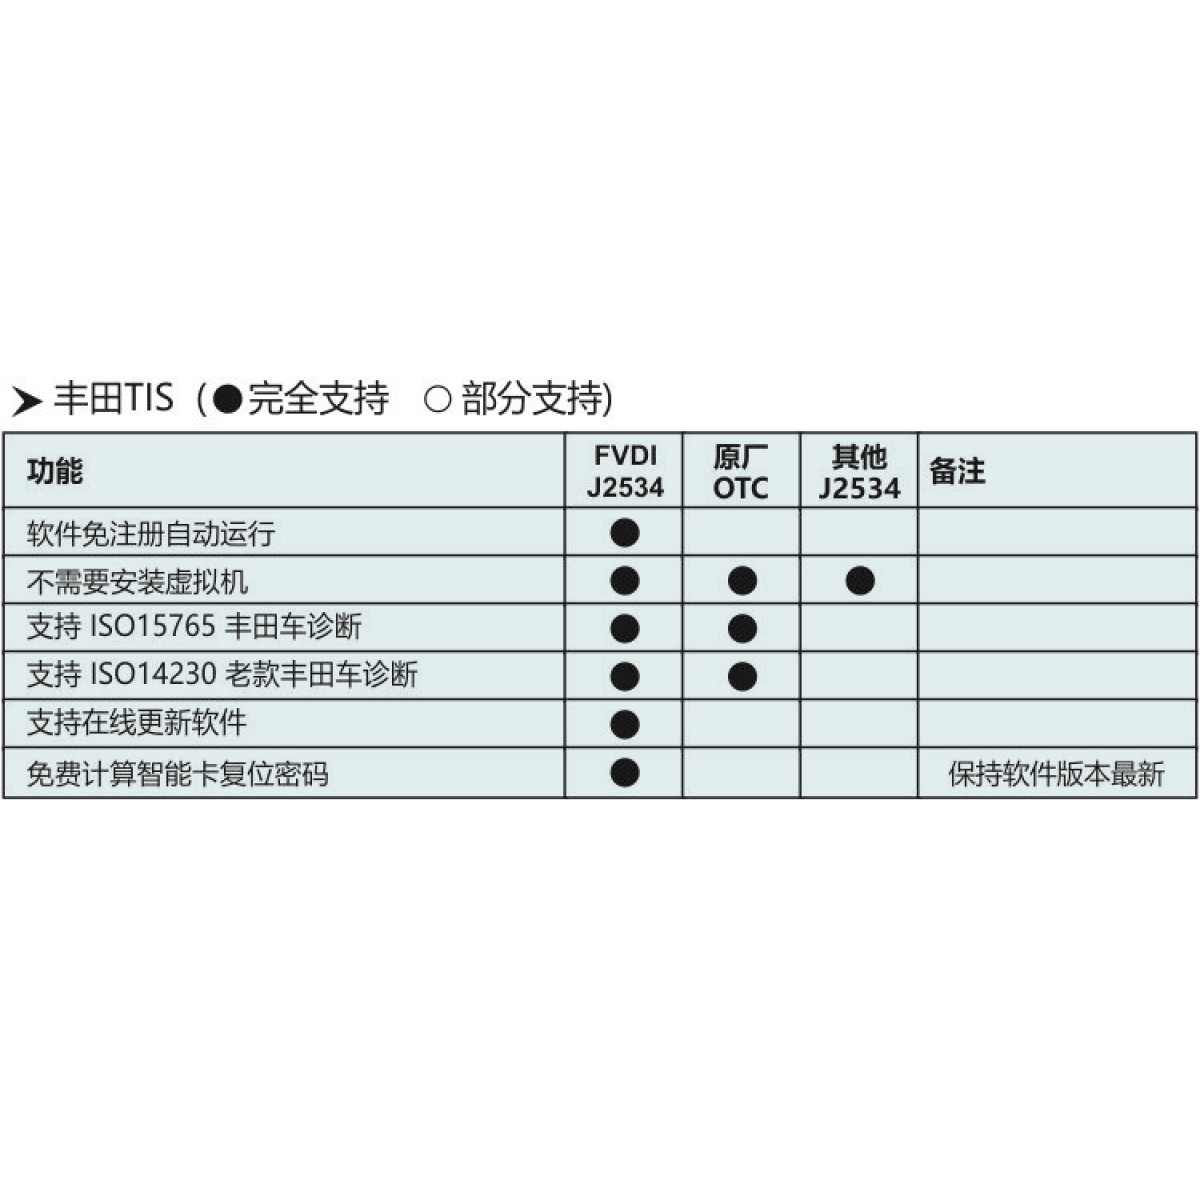 ➤ 丰田TIS (●完全支持 ○部分支持)
功能 FVDI J2534 原厂 OTC 其他 J2534 备注
软件免注册自动运行 ●
不需要安装虚拟机 ● ● ●
支持 ISO15765 丰田车诊断 ● ●
支持 ISO14230 老款丰田车诊断 ● ●
支持在线更新软件 ●
免费计算智能卡复位密码 ● 保持软件版本最新